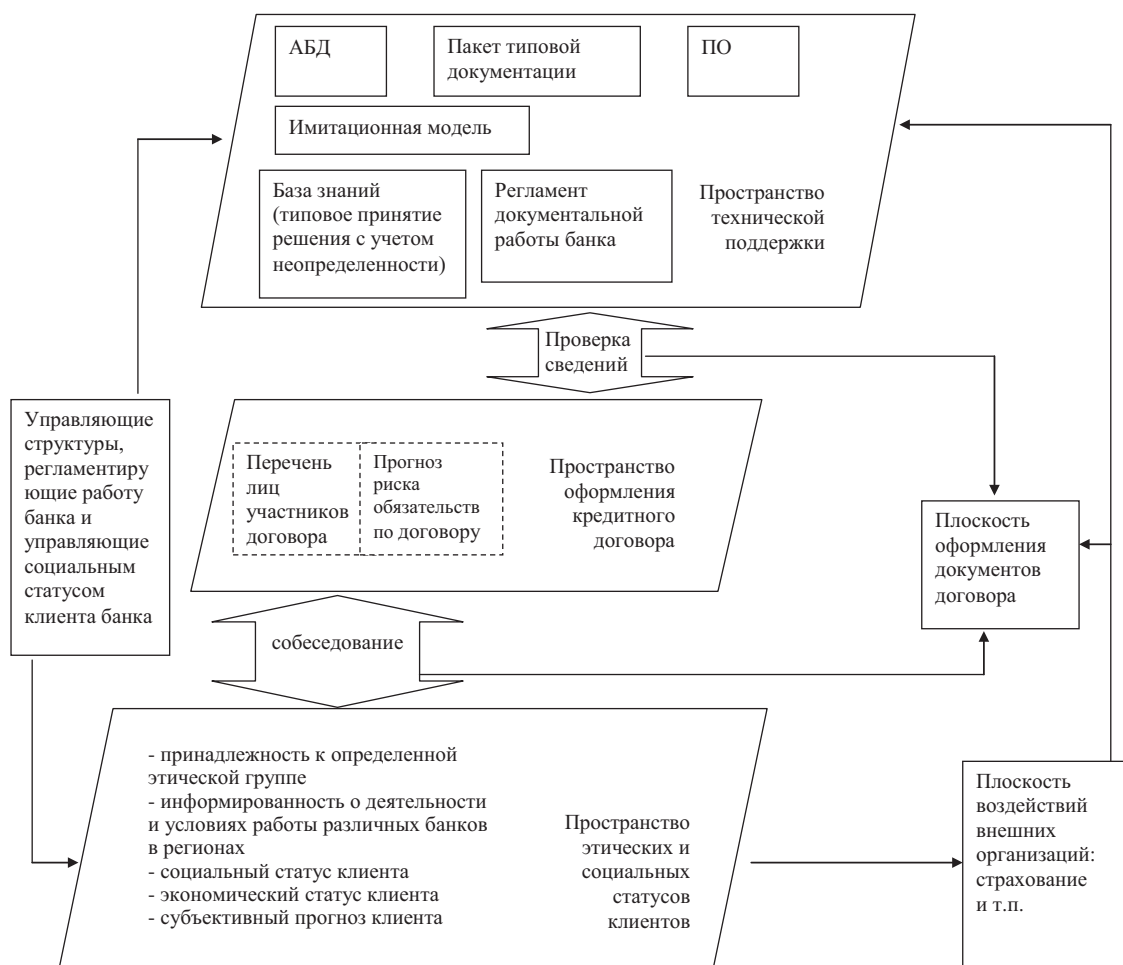 АБД
Пакет типовой
документации
ПО
Имитационная модель
База знаний
(типовое принятие
решения с учетом
неопределенности)
Регламент
документальной
работы банка
Пространство
технической
поддержки
Проверка
сведений
Управляющие
структуры,
регламентиру
ющие работу
банка и
управляющие
социальным
статусом
клиента банка
Перечень
лиц
участников
договора
Прогноз
риска
обязательств
по договору
Пространство
оформления
кредитного
договора
Плоскость
оформления
документов
договора
собеседование
- принадлежность к определенной
этической группе
- информированность о деятельности
и условиях работы различных банков
в регионах
- социальный статус клиента
- экономический статус клиента
- субъективный прогноз клиента
Пространство
этических и
социальных
статусов
клиентов
Плоскость
воздействий
внешних
организаций:
страхование
и т.п.